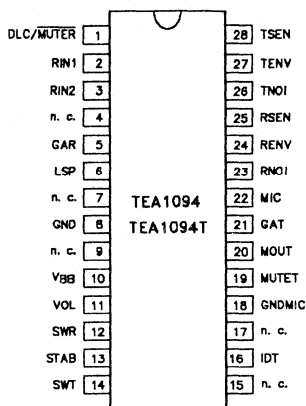 DLC/MUTER 1 28 TSEN
RIN1 2 27 TENV
RIN2 3 26 TNOI
n. c. 4 25 RSEN
GAR 5 24 RENV
LSP 6 23 RNOI
n. c. 7 22 MIC
TEA1094
GND 8 21 GAT
TEA1094T
n. c. 9 20 MOUT
VBB 10 19 MUTET
VOL 11 18 GNDMIC
SWR 12 17 n. c.
STAB 13 16 IDT
SWT 14 15 n. c.